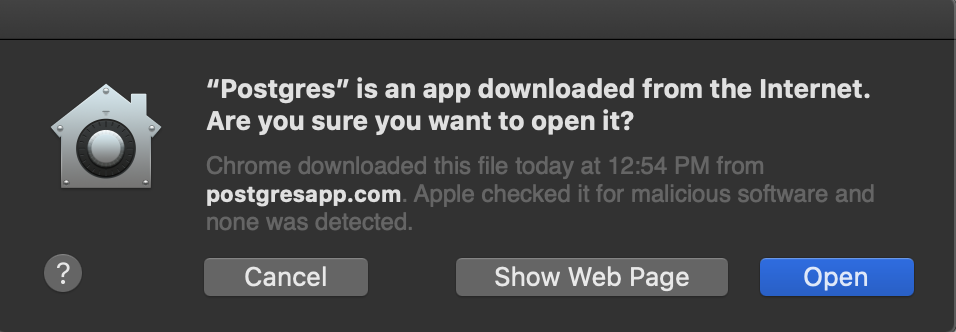 “Postgres” is an app downloaded from the Internet.
Are you sure you want to open it?
Chrome downloaded this file today at 12:54 PM from
postgresapp.com. Apple checked it for malicious software and
none was detected.
? Cancel Show Web Page Open